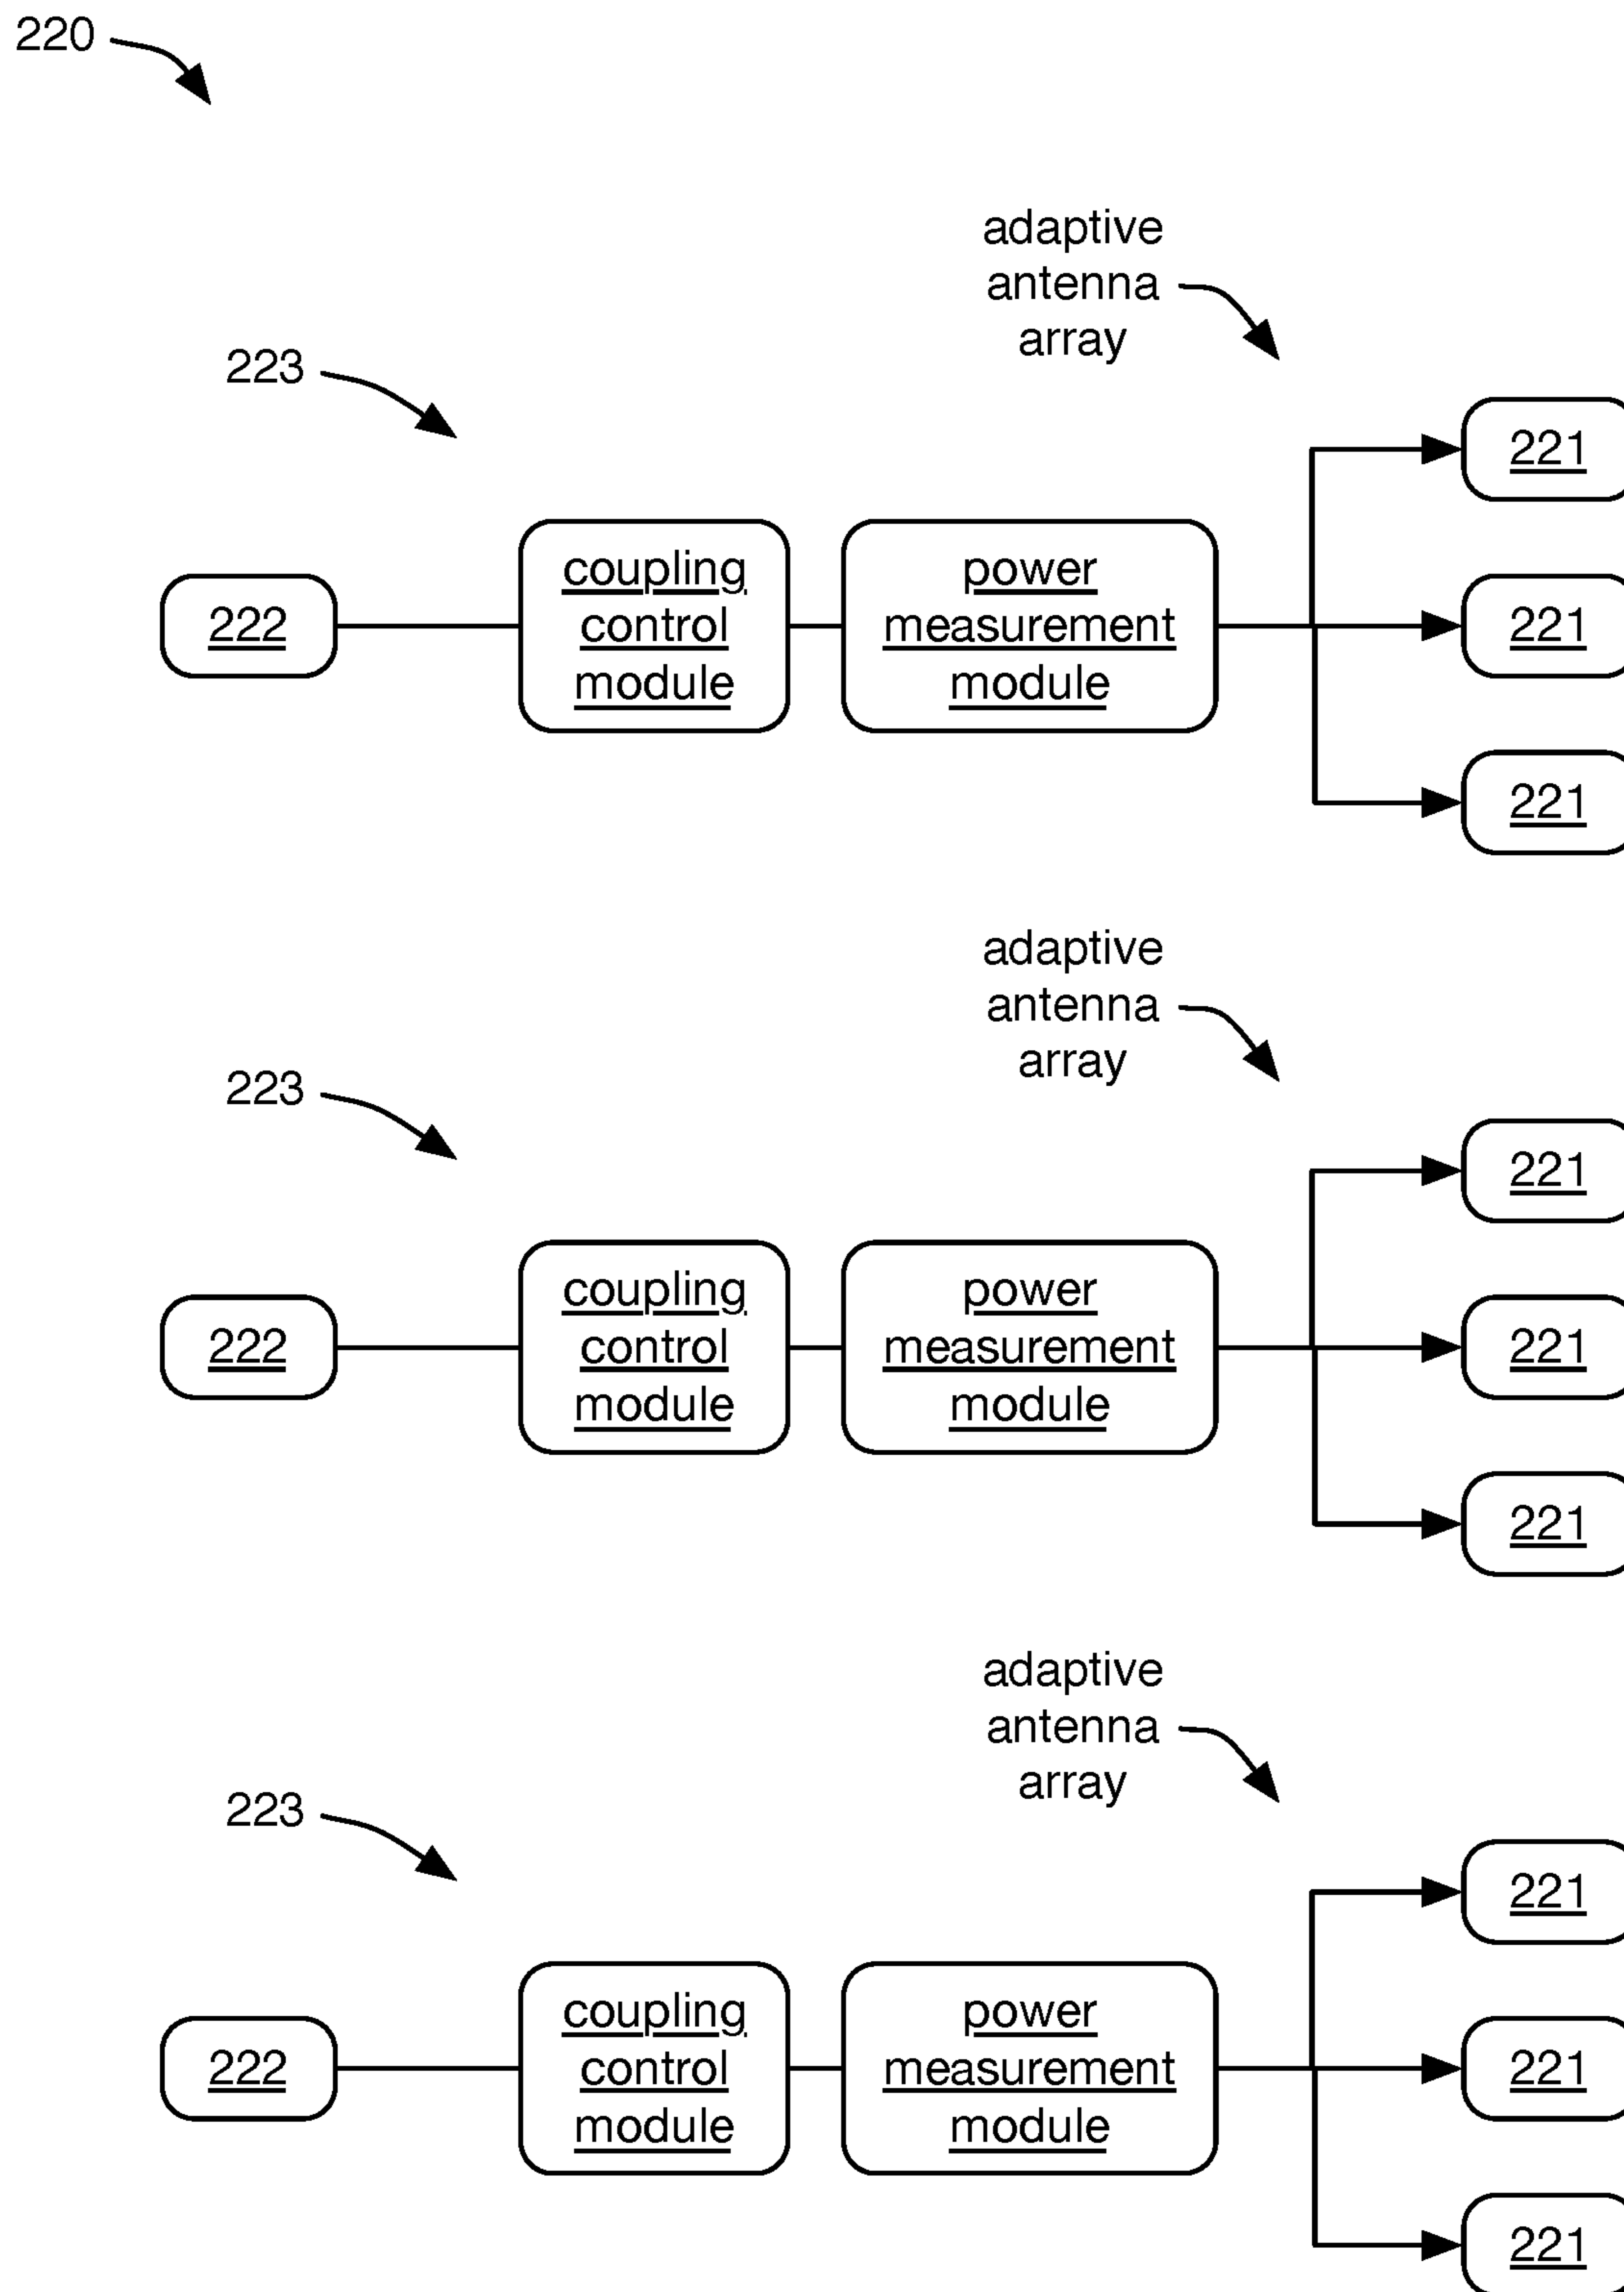 220
adaptive
antenna
array
223
221
222
coupling
control
module
power
measurement
module
221
221
adaptive
antenna
array
223
221
222
coupling
control
module
power
measurement
module
221
221
adaptive
antenna
array
223
221
222
coupling
control
module
power
measurement
module
221
221